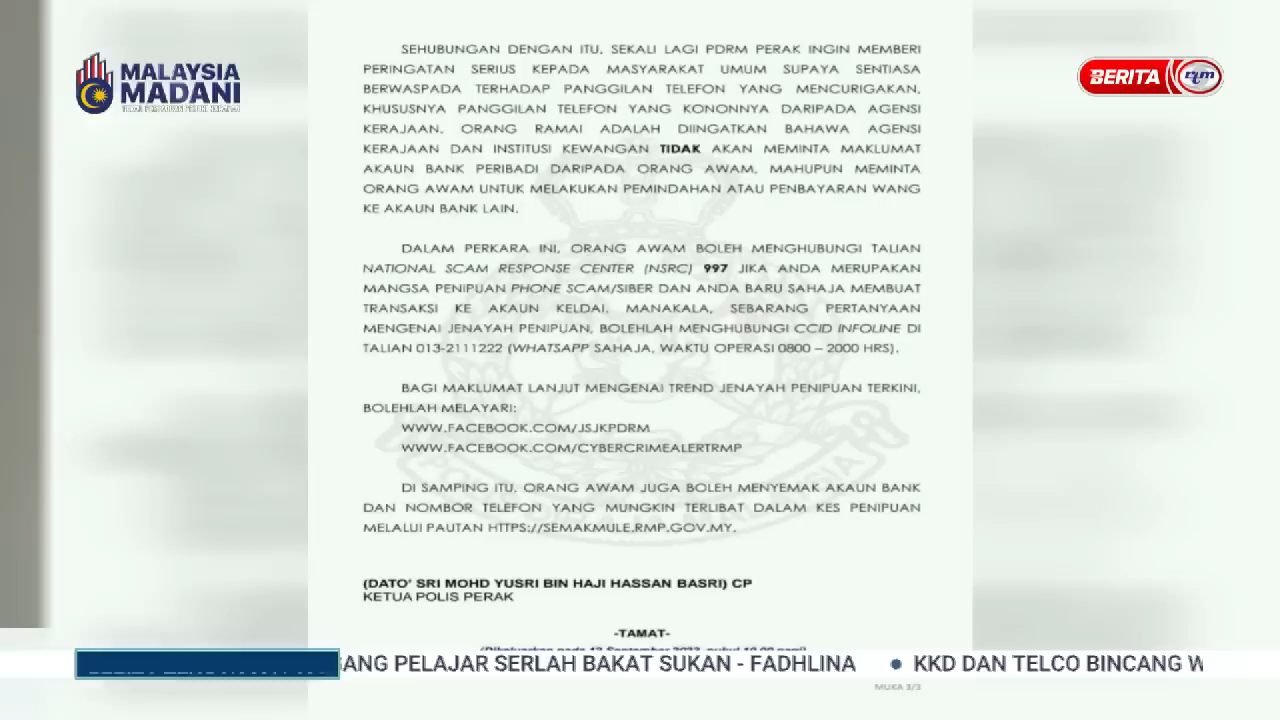 MALAYSIA
MADANI
BERITA
SEHUBUNGAN DENGAN ITU, SEKALI LAGI PDRM PERAK INGIN MEMBERI
PERINGATAN SERIUS KEPADA MASYARAKAT UMUM SUPAYA SENTIASA
BERWASPADA TERHADAP PANGGILAN TELEFON YANG MENCURIGAKAN,
KHUSUSNYA PANGGILAN TELEFON YANG KONONNYA DARIPADA AGENSI
KERAJAAN. ORANG RAMAI ADALAH DIINGATKAN BAHAWA AGENSI
KERAJAAN DAN INSTITUSI KEWANGAN TIDAK AKAN MEMINTA MAKLUMAT
AKAUN BANK PERIBADI DARIPADA ORANG AWAM, MAHUPUN MEMINTA
ORANG AWAM UNTUK MELAKUKAN PEMINDAHAN ATAU PENBAYARAN WANG
KE AKAUN BANK LAIN.
DALAM PERKARA INI, ORANG AWAM BOLEH MENGHUBUNGI TALIAN
NATIONAL SCAM RESPONSE CENTER (NSRC) 997 JIKA ANDA MERUPAKAN
MANGSA PENIPUAN PHONE SCAM/SIBER DAN ANDA BARU SAHAJA MEMBUAT
TRANSAKSI KE AKAUN KELDAI. MANAKALA, SEBARANG PERTANYAAN
MENGENAI JENAYAH PENIPUAN, BOLEHLAH MENGHUBUNGI CCID INFOLINE DI
TALIAN 013-2111222 (WHATSAPP SAHAJA, WAKTU OPERASI 0800 – 2000 HRS).
BAGI MAKLUMAT LANJUT MENGENAI TREND JENAYAH PENIPUAN TERKINI,
BOLEHLAH MELAYARI:
WWW.FACEBOOK.COM/JSJKPDRM
WWW.FACEBOOK.COM/CYBERCRIMEALERTRMP
DI SAMPING ITU, ORANG AWAM JUGA BOLEH MENYEMAK AKAUN BANK
DAN NOMBOR TELEFON YANG MUNGKIN TERLIBAT DALAM KES PENIPUAN
MELALUI PAUTAN HTTPS://SEMAKMULE.RMP.GOV.MY.
(DATO' SRI MOHD YUSRI BIN HAJI HASSAN BASRI) CP
KETUA POLIS PERAK
-TAMAT-
PELAJAR SERLAH BAKAT SUKAN - FADHLINA • KKD DAN TELCO BINCANG
MUKA 3/3